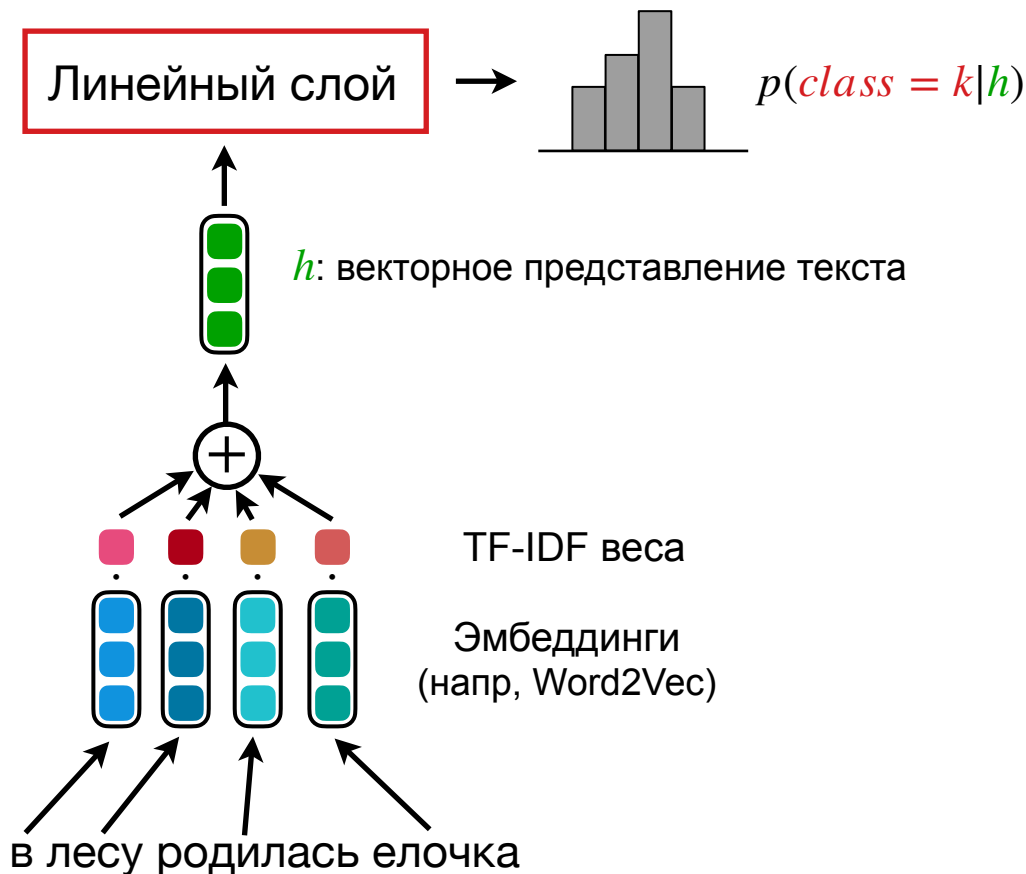 Линейный слой
p(class = k|h)
h: векторное представление текста
TF-IDF веса
Эмбеддинги
(напр, Word2Vec)
в лесу родилась елочка